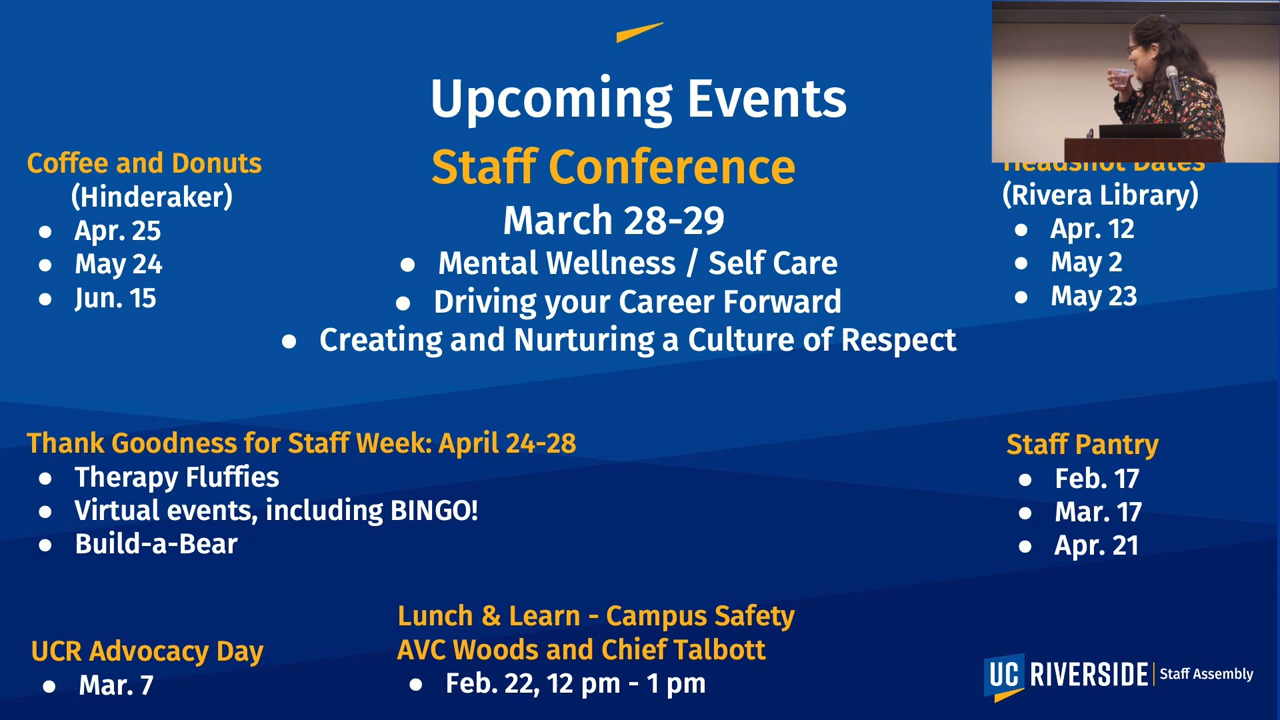 Upcoming Events
Coffee and Donuts
(Hinderaker)
● Apr. 25
● May 24
● Jun. 15
Staff Conference
March 28-29
● Mental Wellness / Self Care
● Driving your Career Forward
● Creating and Nurturing a Culture of Respect
Headshot Dates
(Rivera Library)
● Apr. 12
● May 2
● May 23
Thank Goodness for Staff Week: April 24-28
● Therapy Fluffies
● Virtual events, including BINGO!
● Build-a-Bear
Staff Pantry
● Feb. 17
● Mar. 17
● Apr. 21
UCR Advocacy Day
● Mar. 7
Lunch & Learn - Campus Safety
AVC Woods and Chief Talbott
● Feb. 22, 12 pm - 1 pm
UC RIVERSIDE | Staff Assembly